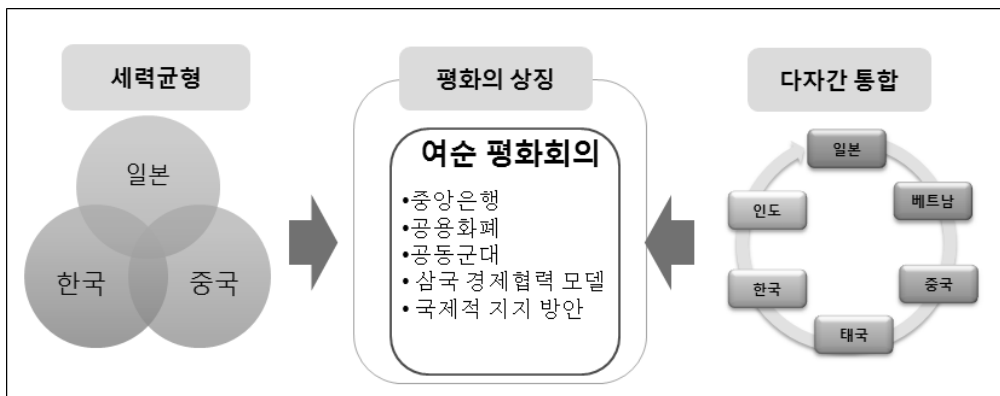 세력균형
일본
한국
중국
평화의 상징
여순 평화회의
•중앙은행
•공용화폐
•공동군대
• 삼국 경제협력 모델
• 국제적 지지 방안
다자간 통합
일본
베트남
중국
태국
한국
인도